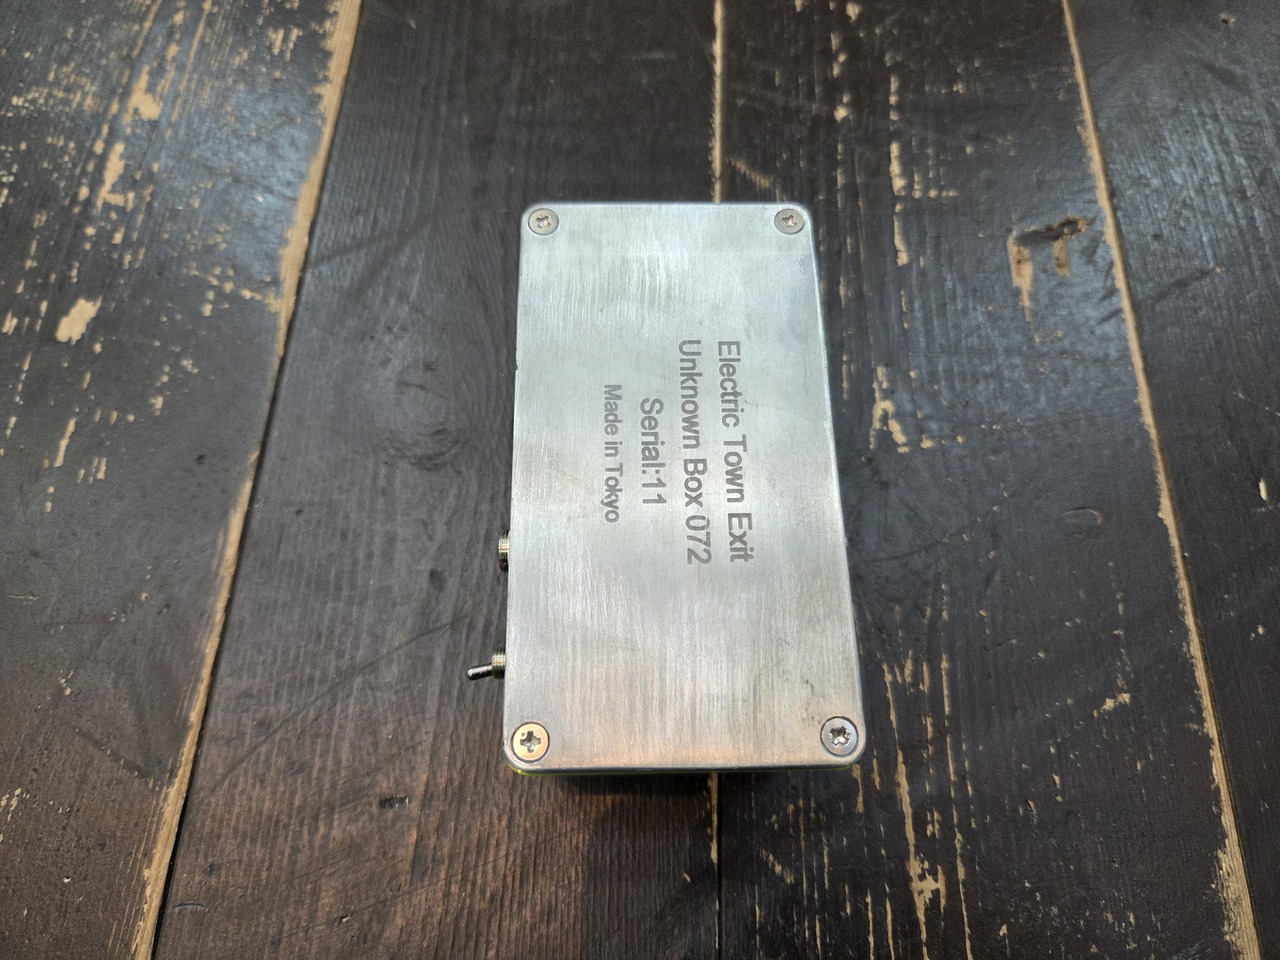 Electric Town Exit
Unknown Box 072
Serial:11
Made in Tokyo